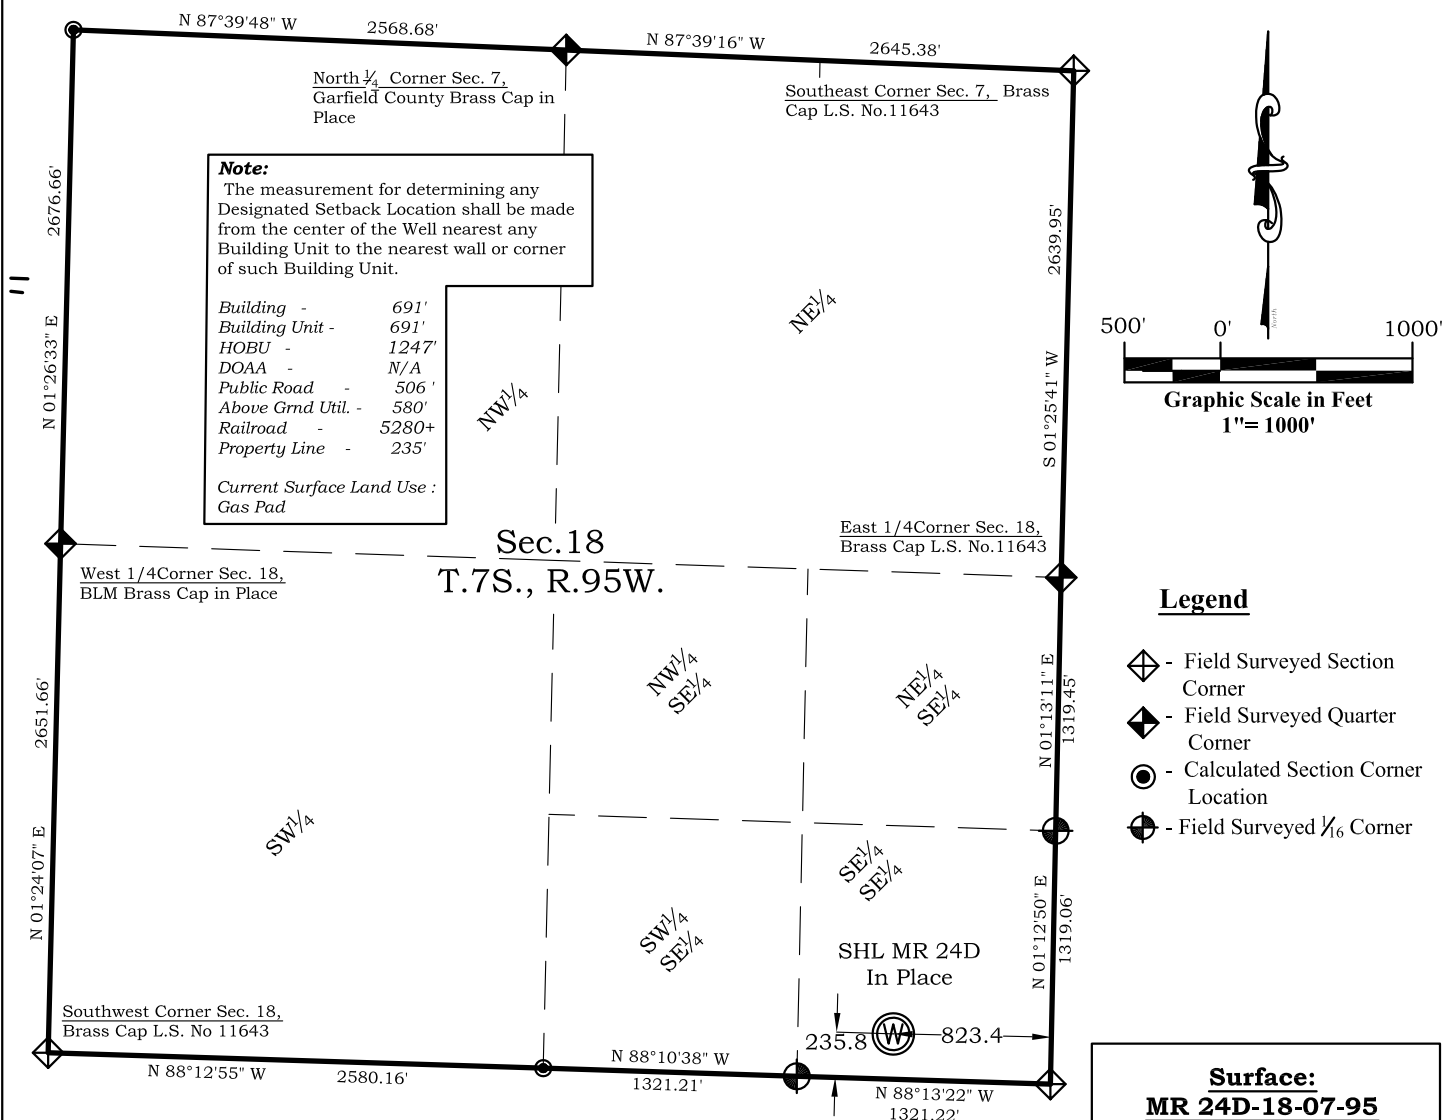 N 87°39'48" W 2568.68'
N 87°39'16" W 2645.38'
North 1/4 Corner Sec. 7,
Garfield County Brass Cap in
Place
Southeast Corner Sec. 7, Brass
Cap L.S. No.11643
Note:
The measurement for determining any
Designated Setback Location shall be made
from the center of the Well nearest any
Building Unit to the nearest wall or corner
of such Building Unit.
Building - 691'
Building Unit - 691'
HOBU - 1247'
DOAA - N/A
Public Road - 506 '
Above Grnd Util. - 580'
Railroad - 5280+
Property Line - 235'
Current Surface Land Use :
Gas Pad
2676.66'
N 01°26'33" E
2639.95'
S 01°25'41" W
NE1/4
NW1/4
North
500' 0' 1000'
Graphic Scale in Feet
1"= 1000'
Sec.18
T.7S., R.95W.
East 1/4Corner Sec. 18,
Brass Cap L.S. No.11643
West 1/4Corner Sec. 18,
BLM Brass Cap in Place
Legend
- Field Surveyed Section
Corner
- Field Surveyed Quarter
Corner
- Calculated Section Corner
Location
- Field Surveyed 1/16 Corner
NW1/4
SE1/4
NE1/4
SE1/4
N 01°13'11" E
1319.45'
2651.66'
N 01°24'07" E
SW1/4
SE1/4
SE1/4
SW1/4
SE1/4
N 01°12'50" E
1319.06'
SHL MR 24D
In Place
W
235.8
823.4
Southwest Corner Sec. 18,
Brass Cap L.S. No 11643
N 88°12'55" W 2580.16'
N 88°10'38" W
1321.21'
N 88°13'22" W
1321.22'
Surface:
MR 24D-18-07-95